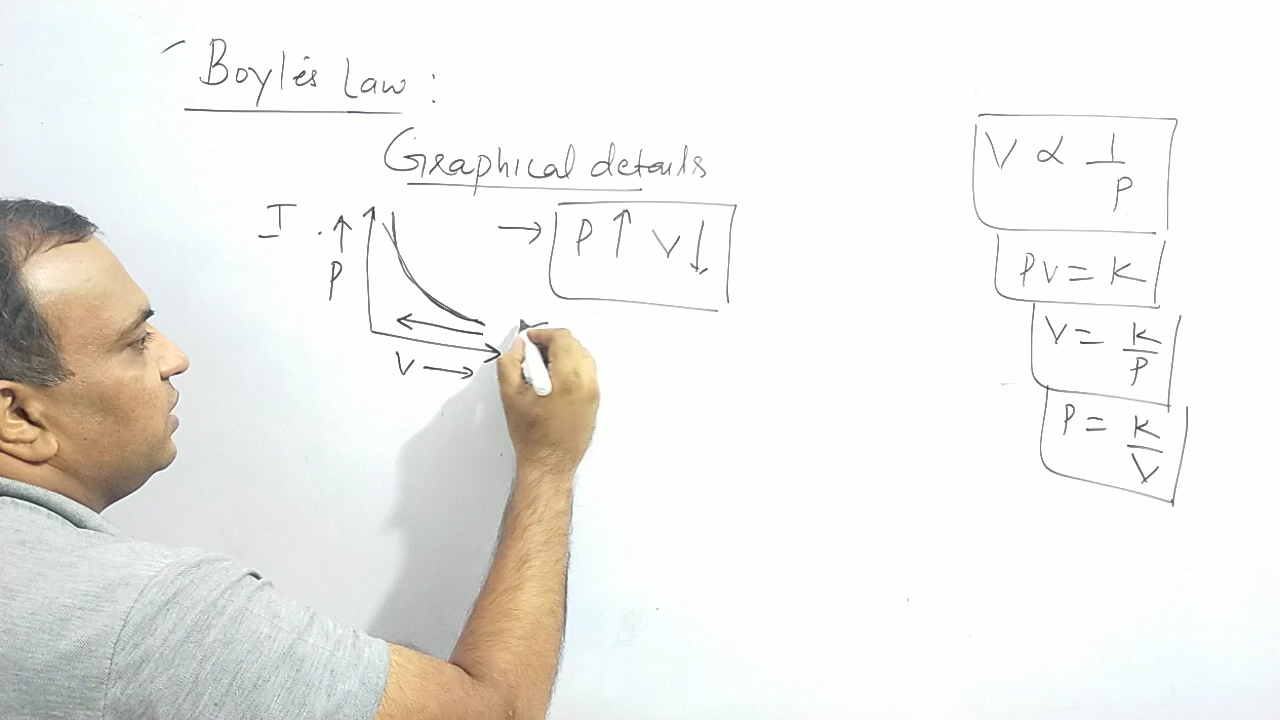 Boyle's Law :
Graphical details
I . ↑ P
V →
→ P ↑ V ↓
V ∝ 1/P
PV = K
V = K/P
P = K/V